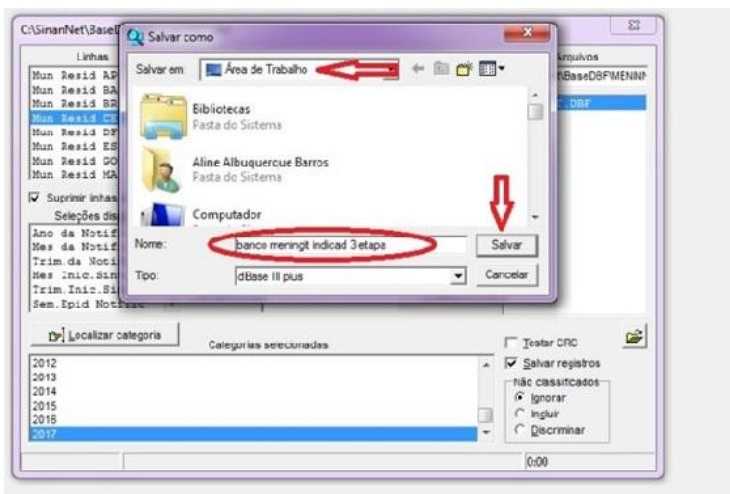 C:\SinanNet\BaseD
Salvar como
Linhas
Arquivos
Salvar em:
Área de Trabalho
\BaseDBF\MENINN
Mun Resid AP
Mun Resid BA
Mun Resid BR
Mun Resid CE
Mun Resid DF
Mun Resid ES
Mun Resid GO
Mun Resid MA
.DBF
Bibliotecas
Pasta do Sistema
Aline Albuquerque Barros
Pasta do Sistema
Computador
Suprimir linhas
Seleções dis
Ano da Notif
Mes da Notif
Trim.da Noti
Mes Inic.Sin
Trim.Inic.Si
Sem.Epid Notific
Nome:
banco meningit indicad 3 etapa
Salvar
Tipo:
dBase III plus
Cancelar
Localizar categoria
Categorias selecionadas
Testar CRC
2012
2013
2014
2015
2016
2017
Salvar registros
Não classificados
Ignorar
Incluir
Discriminar
0:00